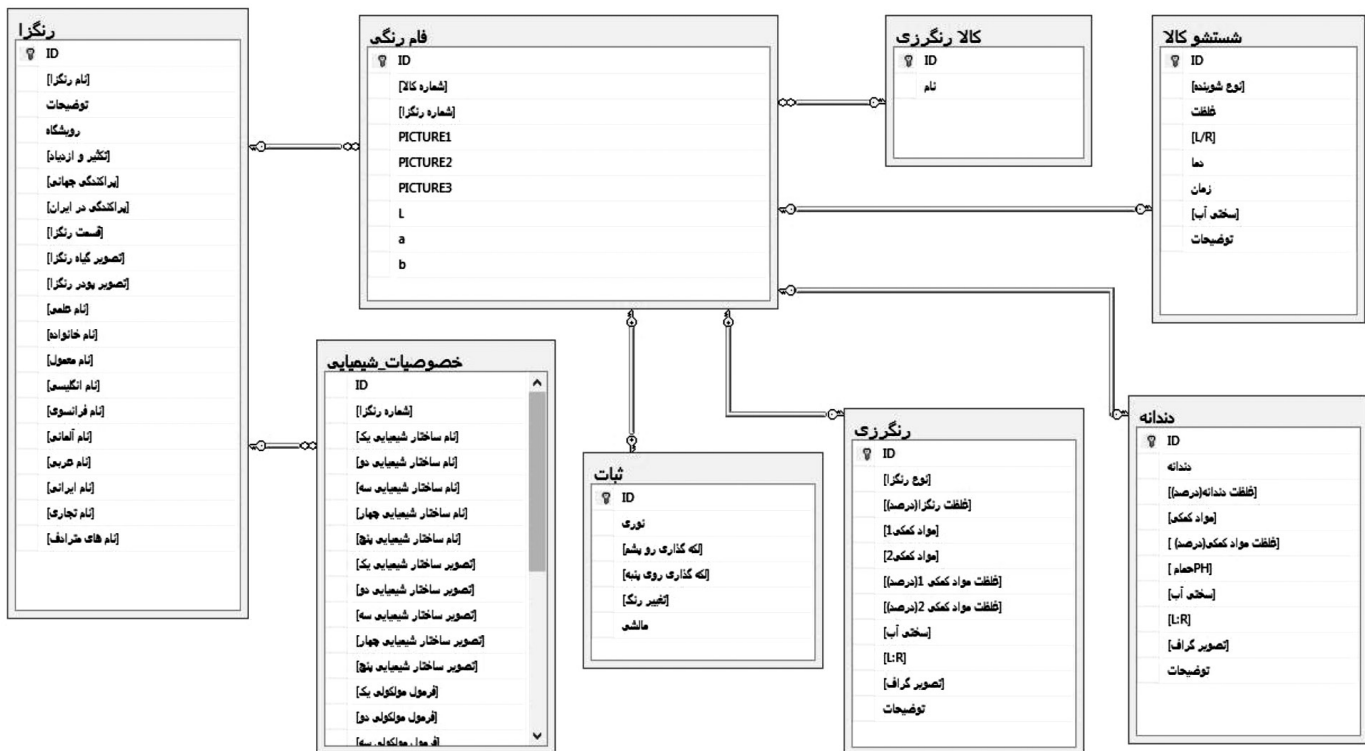 رنگزا
ID
[نام رنگزا]
توضیحات
رویشگاه
[تکثیر و ازدیاد]
[پراکندگی جهانی]
[پراکندگی در ایران]
[قسمت رنگزا]
[تصویر گیاه رنگزا]
[تصویر پودر رنگزا]
[نام علمی]
[نام خانواده]
[نام معمول]
[نام انگلیسی]
[نام فرانسوی]
[نام آلمانی]
[نام عربی]
[نام ایرانی]
[نام تجاری]
[نام های مترادف]
فام رنگی
ID
[شماره کالا]
[شماره رنگزا]
PICTURE1
PICTURE2
PICTURE3
L
a
b
کالا رنگرزی
ID
نام
شستشو کالا
ID
[نوع شوینده]
غلظت
[L/R]
دما
زمان
[سختی آب]
توضیحات
خصوصیات_شیمیایی
ID
[شماره رنگزا]
[نام ساختار شیمیایی یک]
[نام ساختار شیمیایی دو]
[نام ساختار شیمیایی سه]
[نام ساختار شیمیایی چهار]
[نام ساختار شیمیایی پنج]
[تصویر ساختار شیمیایی یک]
[تصویر ساختار شیمیایی دو]
[تصویر ساختار شیمیایی سه]
[تصویر ساختار شیمیایی چهار]
[تصویر ساختار شیمیایی پنج]
[فرمول مولکولی یک]
[فرمول مولکولی دو]
[فرمول مولکولی سه]
ثبات
ID
نوری
[لکه گذاری رو پشم]
[لکه گذاری روی پنبه]
[تغییر رنگ]
مالشی
رنگرزی
ID
[نوع رنگزا]
[غلظت رنگزا(درصد)]
[مواد کمکی1]
[مواد کمکی2]
[غلظت مواد کمکی 1(درصد)]
[غلظت مواد کمکی 2(درصد)]
[سختی آب]
[L:R]
[تصویر گراف]
توضیحات
دندانه
ID
دندانه
[غلظت دندانه(درصد)]
[مواد کمکی]
[غلظت مواد کمکی(درصد) ]
[PHحمام ]
[سختی آب]
[L:R]
[تصویر گراف]
توضیحات